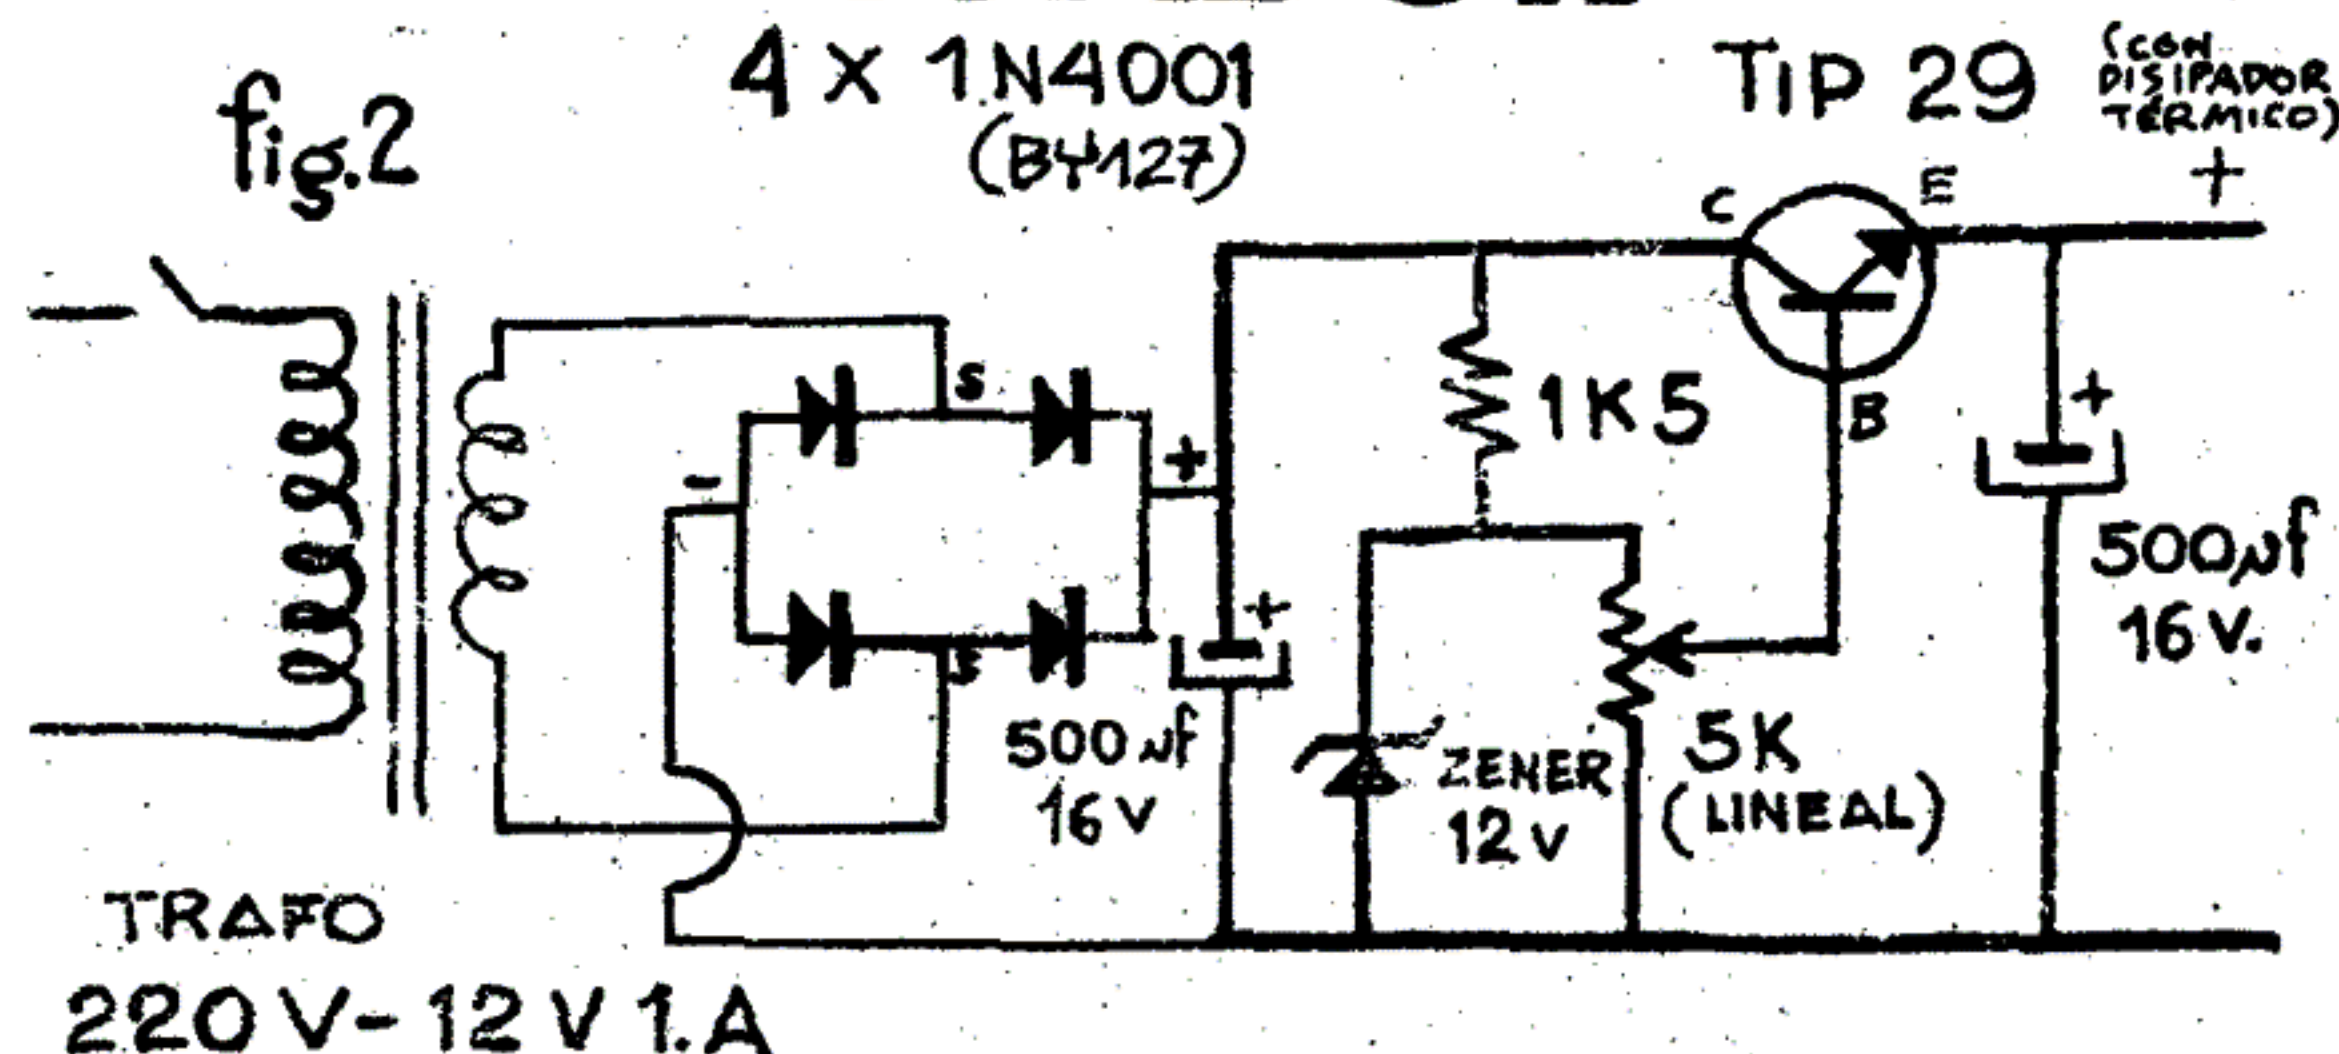 fig.2
4 x 1N4001
(BY127)
TIP 29
(CON
DISIPADOR
TÉRMICO)
+
C
E
B
S
S
-
+
1K5
+
500µf
16V.
+
500µf
16V
ZENER
12V
5K
(LINEAL)
TRAFO
220V-12V 1.A